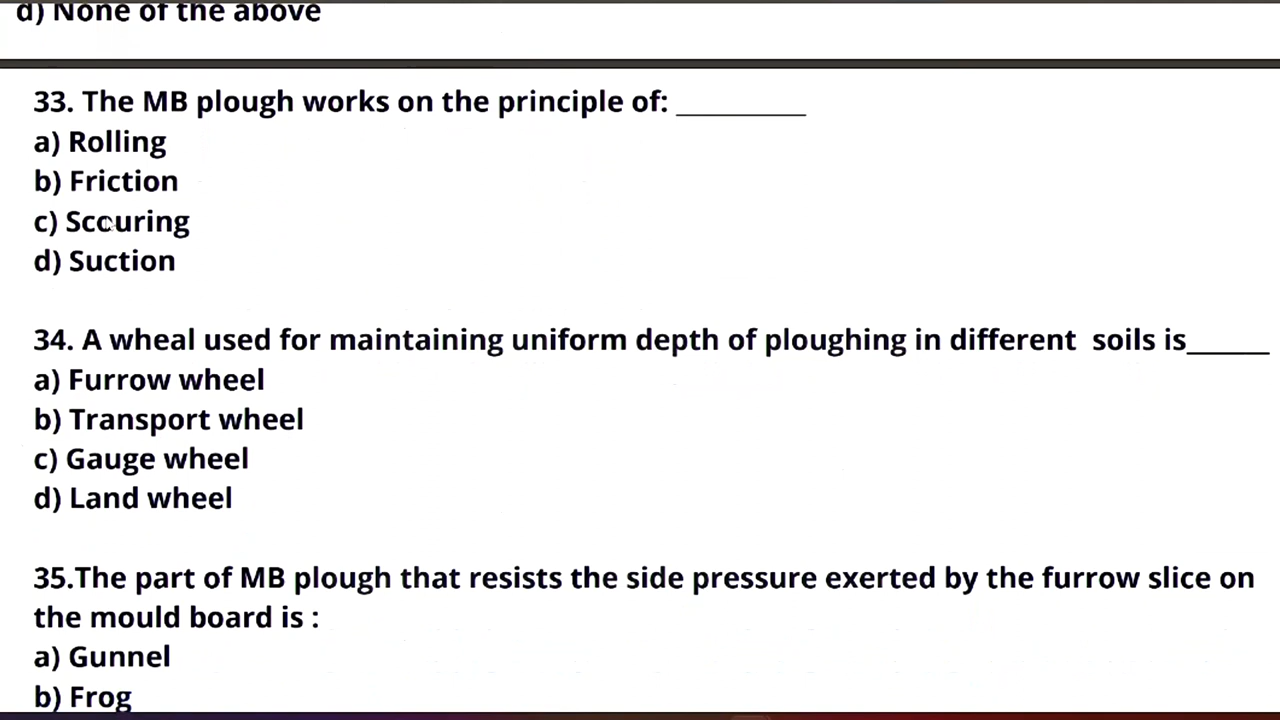 d) None of the above
33. The MB plough works on the principle of: __________
a) Rolling
b) Friction
c) Scouring
d) Suction
34. A wheal used for maintaining uniform depth of ploughing in different soils is______
a) Furrow wheel
b) Transport wheel
c) Gauge wheel
d) Land wheel
35.The part of MB plough that resists the side pressure exerted by the furrow slice on
the mould board is :
a) Gunnel
b) Frog